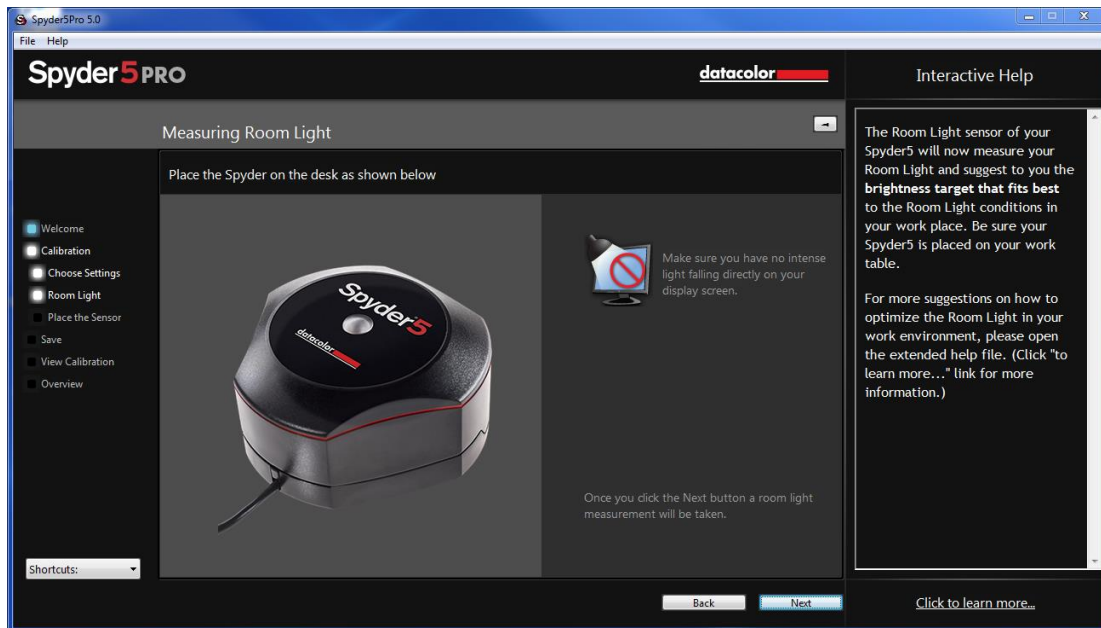 Spyder5Pro 5.0
File Help
Spyder5PRO
datacolor
Interactive Help
Measuring Room Light
Place the Spyder on the desk as shown below
Welcome
Calibration
Choose Settings
Room Light
Place the Sensor
Save
View Calibration
Overview
Shortcuts:
Spyder5
datacolor
Make sure you have no intense
light falling directly on your
display screen.
Once you click the Next button a room light
measurement will be taken.
Back
Next
The Room Light sensor of your
Spyder5 will now measure your
Room Light and suggest to you the
brightness target that fits best
to the Room Light conditions in
your work place. Be sure your
Spyder5 is placed on your work
table.
For more suggestions on how to
optimize the Room Light in your
work environment, please open
the extended help file. (Click "to
learn more..." link for more
information.)
Click to learn more...